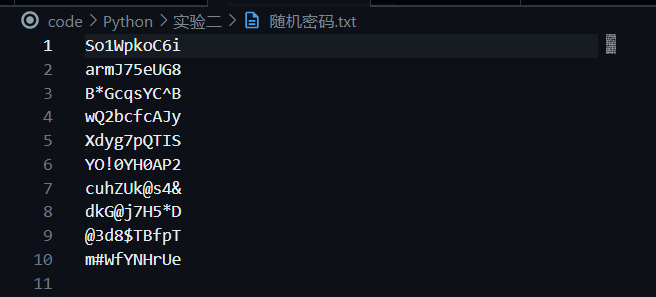 code > Python > 实验二 > 随机密码.txt
1 So1WpkoC6i
2 armJ75eUG8
3 B*GcqsYC^B
4 wQ2bcfcAJy
5 Xdyg7pQTIS
6 YO!0YH0AP2
7 cuhZUk@s4&
8 dkG@j7H5*D
9 @3d8$TBfpT
10 m#WfYNHrUe
11